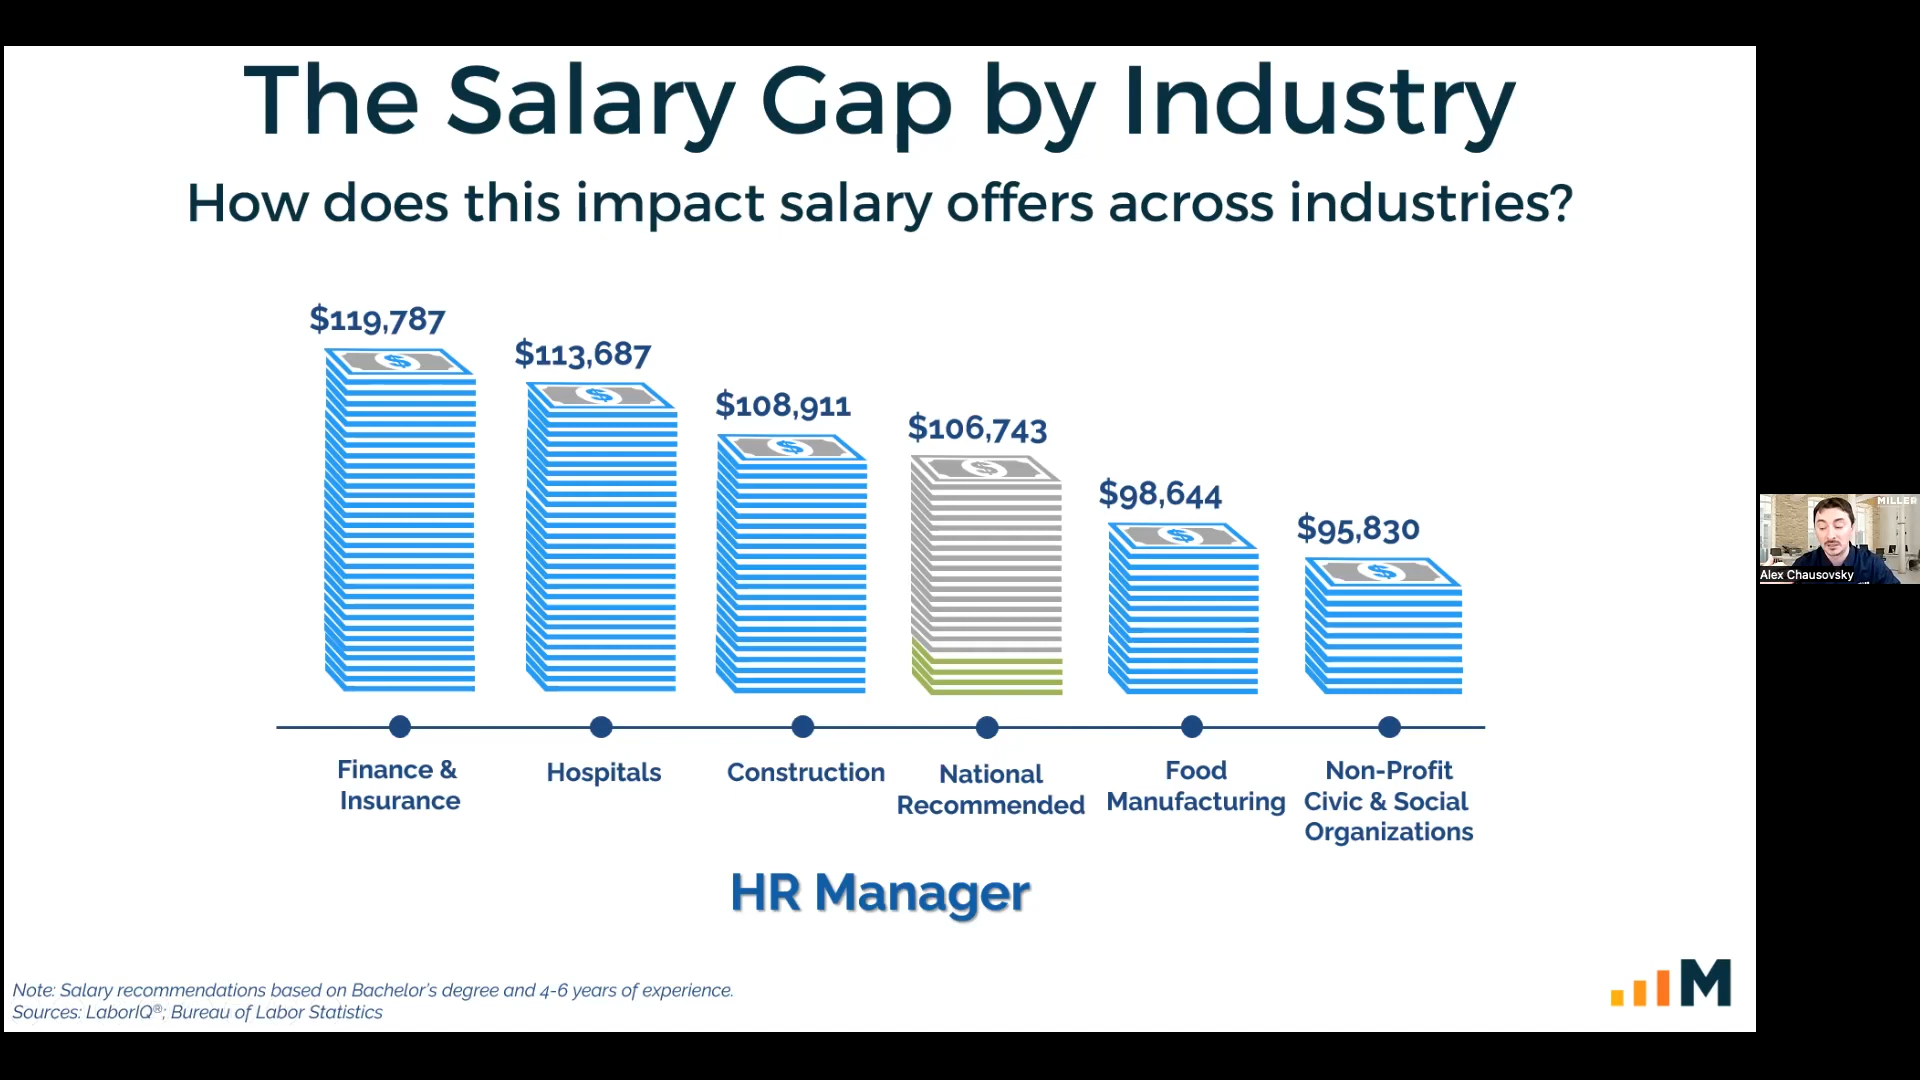 The Salary Gap by Industry
How does this impact salary offers across industries?
$119,787
$113,687
$108,911
$106,743
$98,644
$95,830
Finance &
Insurance
Hospitals
Construction
National
Recommended
Food
Manufacturing
Non-Profit
Civic & Social
Organizations
HR Manager
Note: Salary recommendations based on Bachelor's degree and 4-6 years of experience.
Sources: LaborIQ®; Bureau of Labor Statistics
M
MILLER
Alex Chausovsky